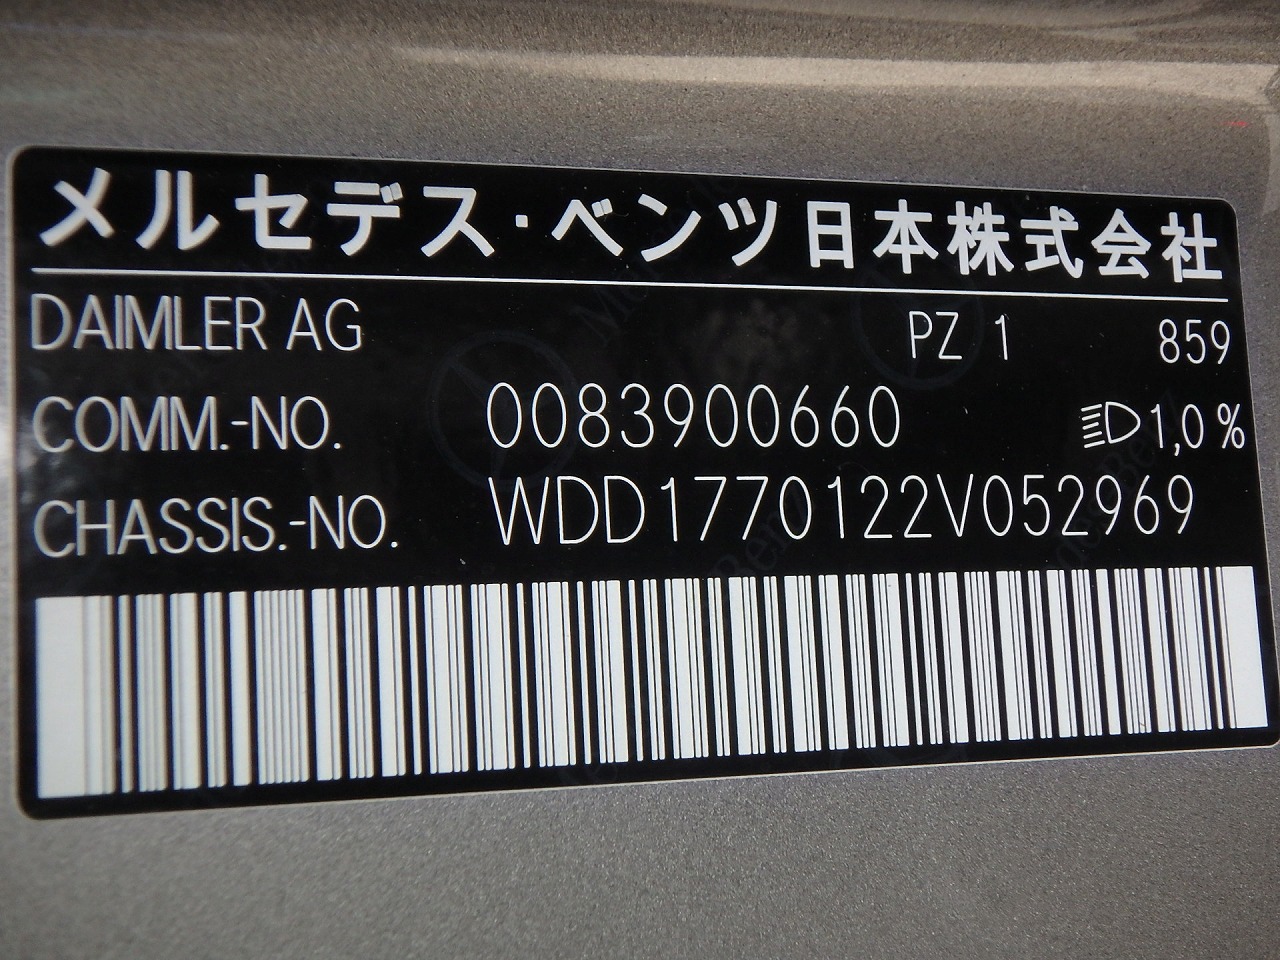 メルセデス・ベンツ日本株式会社
DAIMLER AG PZ 1 859
COMM.-NO. 0083900660 1,0 %
CHASSIS.-NO. WDD1770122V052969